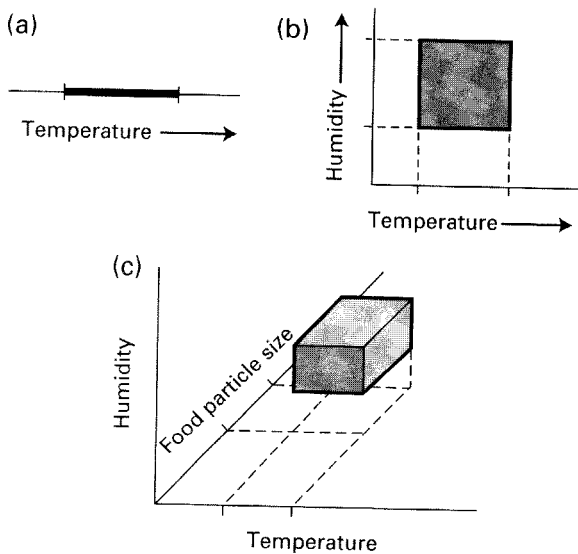 (a)
Temperature
(b)
Humidity
Temperature
(c)
Humidity
Food particle size
Temperature